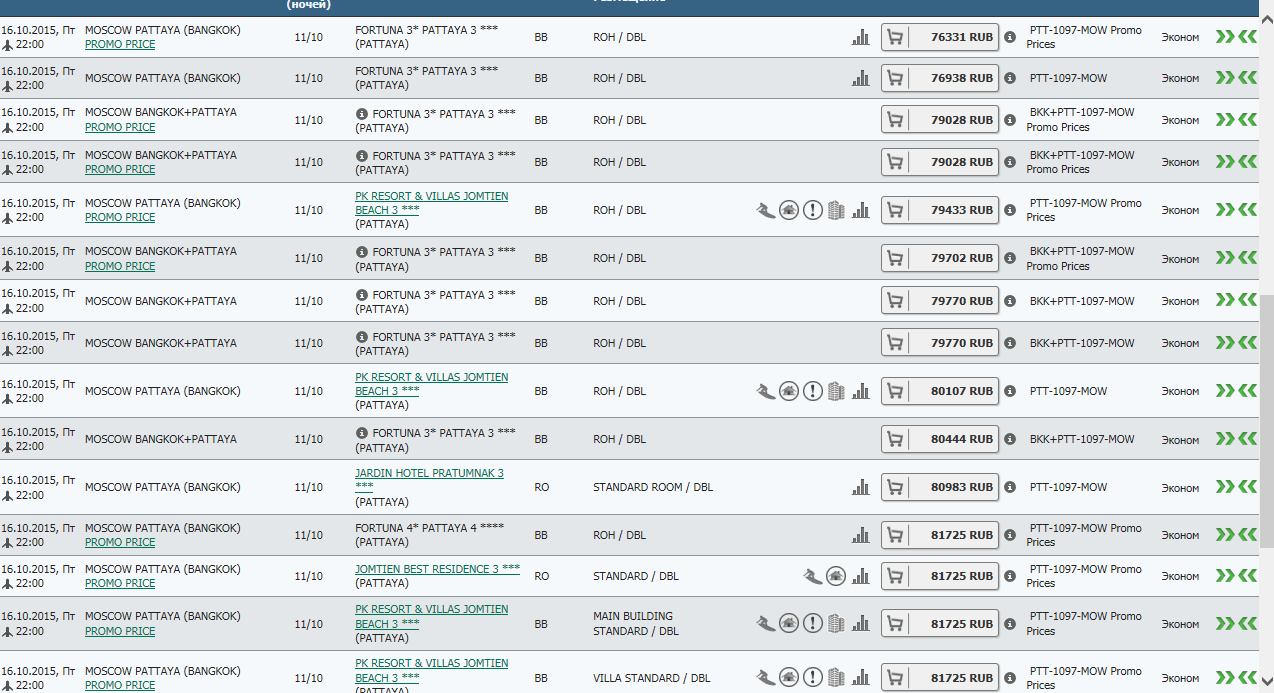 (ночей)
16.10.2015, Пт 22:00 MOSCOW PATTAYA (BANGKOK) PROMO PRICE 11/10 FORTUNA 3* PATTAYA 3 *** (PATTAYA) BB ROH / DBL 76331 RUB PTT-1097-MOW Promo Prices Эконом
16.10.2015, Пт 22:00 MOSCOW PATTAYA (BANGKOK) 11/10 FORTUNA 3* PATTAYA 3 *** (PATTAYA) BB ROH / DBL 76938 RUB PTT-1097-MOW Эконом
16.10.2015, Пт 22:00 MOSCOW BANGKOK+PATTAYA PROMO PRICE 11/10 FORTUNA 3* PATTAYA 3 *** (PATTAYA) BB ROH / DBL 79028 RUB BKK+PTT-1097-MOW Promo Prices Эконом
16.10.2015, Пт 22:00 MOSCOW BANGKOK+PATTAYA PROMO PRICE 11/10 FORTUNA 3* PATTAYA 3 *** (PATTAYA) BB ROH / DBL 79028 RUB BKK+PTT-1097-MOW Promo Prices Эконом
16.10.2015, Пт 22:00 MOSCOW PATTAYA (BANGKOK) PROMO PRICE 11/10 PK RESORT & VILLAS JOMTIEN BEACH 3 *** (PATTAYA) BB ROH / DBL 79433 RUB PTT-1097-MOW Promo Prices Эконом
16.10.2015, Пт 22:00 MOSCOW BANGKOK+PATTAYA PROMO PRICE 11/10 FORTUNA 3* PATTAYA 3 *** (PATTAYA) BB ROH / DBL 79702 RUB BKK+PTT-1097-MOW Promo Prices Эконом
16.10.2015, Пт 22:00 MOSCOW BANGKOK+PATTAYA 11/10 FORTUNA 3* PATTAYA 3 *** (PATTAYA) BB ROH / DBL 79770 RUB BKK+PTT-1097-MOW Эконом
16.10.2015, Пт 22:00 MOSCOW BANGKOK+PATTAYA 11/10 FORTUNA 3* PATTAYA 3 *** (PATTAYA) BB ROH / DBL 79770 RUB BKK+PTT-1097-MOW Эконом
16.10.2015, Пт 22:00 MOSCOW PATTAYA (BANGKOK) 11/10 PK RESORT & VILLAS JOMTIEN BEACH 3 *** (PATTAYA) BB ROH / DBL 80107 RUB PTT-1097-MOW Эконом
16.10.2015, Пт 22:00 MOSCOW BANGKOK+PATTAYA 11/10 FORTUNA 3* PATTAYA 3 *** (PATTAYA) BB ROH / DBL 80444 RUB BKK+PTT-1097-MOW Эконом
16.10.2015, Пт 22:00 MOSCOW PATTAYA (BANGKOK) 11/10 JARDIN HOTEL PRATUMNAK 3 *** (PATTAYA) RO STANDARD ROOM / DBL 80983 RUB PTT-1097-MOW Эконом
16.10.2015, Пт 22:00 MOSCOW PATTAYA (BANGKOK) PROMO PRICE 11/10 FORTUNA 4* PATTAYA 4 **** (PATTAYA) BB ROH / DBL 81725 RUB PTT-1097-MOW Promo Prices Эконом
16.10.2015, Пт 22:00 MOSCOW PATTAYA (BANGKOK) PROMO PRICE 11/10 JOMTIEN BEST RESIDENCE 3 *** (PATTAYA) RO STANDARD / DBL 81725 RUB PTT-1097-MOW Promo Prices Эконом
16.10.2015, Пт 22:00 MOSCOW PATTAYA (BANGKOK) PROMO PRICE 11/10 PK RESORT & VILLAS JOMTIEN BEACH 3 *** (PATTAYA) BB MAIN BUILDING STANDARD / DBL 81725 RUB PTT-1097-MOW Promo Prices Эконом
16.10.2015, Пт 22:00 MOSCOW PATTAYA (BANGKOK) PROMO PRICE 11/10 PK RESORT & VILLAS JOMTIEN BEACH 3 *** (PATTAYA) BB VILLA STANDARD / DBL 81725 RUB PTT-1097-MOW Promo Prices Эконом